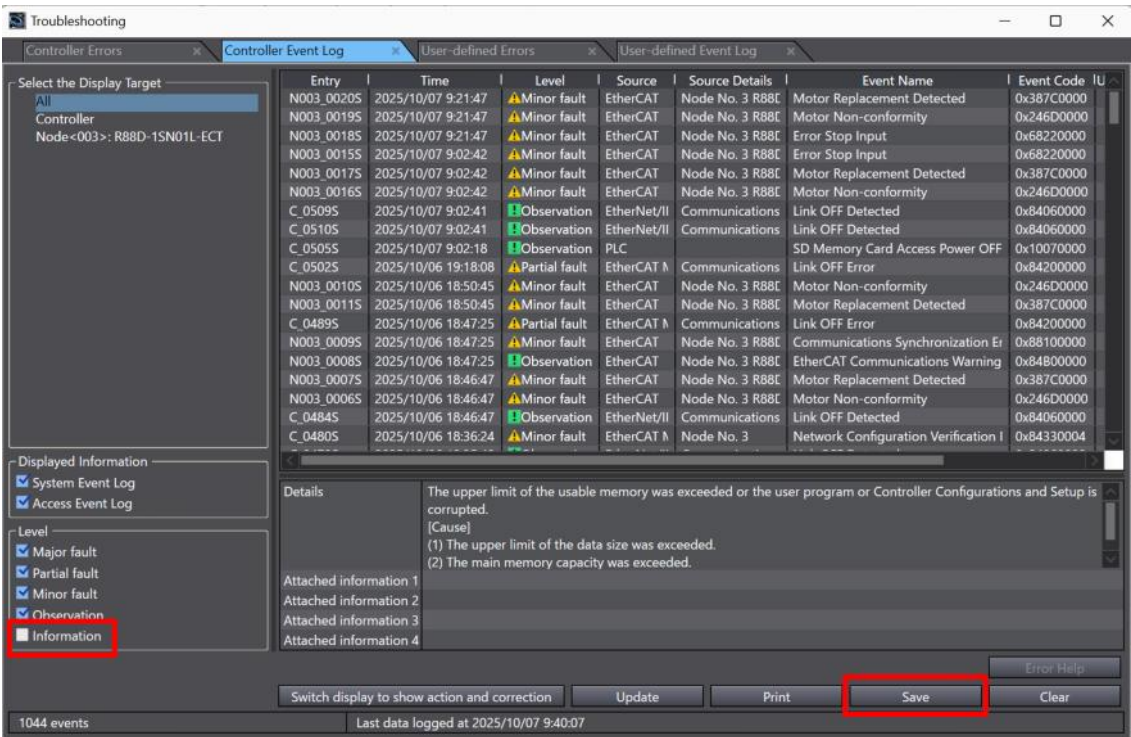 Troubleshooting
Controller Errors
Controller Event Log
User-defined Errors
User-defined Event Log
Select the Display Target
All
Controller
Node<003>: R88D-1SN01L-ECT
Entry Time Level Source Source Details Event Name Event Code
N003_0020S 2025/10/07 9:21:47 Minor fault EtherCAT Node No. 3 R88D Motor Replacement Detected 0x387C0000
N003_0019S 2025/10/07 9:21:47 Minor fault EtherCAT Node No. 3 R88D Motor Non-conformity 0x246D0000
N003_0018S 2025/10/07 9:21:47 Minor fault EtherCAT Node No. 3 R88D Error Stop Input 0x68220000
N003_0015S 2025/10/07 9:02:42 Minor fault EtherCAT Node No. 3 R88D Error Stop Input 0x68220000
N003_0017S 2025/10/07 9:02:42 Minor fault EtherCAT Node No. 3 R88D Motor Replacement Detected 0x387C0000
N003_0016S 2025/10/07 9:02:42 Minor fault EtherCAT Node No. 3 R88D Motor Non-conformity 0x246D0000
C_0509S 2025/10/07 9:02:41 Observation EtherNet/I Communications Link OFF Detected 0x84060000
C_0510S 2025/10/07 9:02:41 Observation EtherNet/I Communications Link OFF Detected 0x84060000
C_0505S 2025/10/07 9:02:18 Observation PLC SD Memory Card Access Power OFF 0x10070000
C_0502S 2025/10/06 19:18:08 Partial fault EtherCAT Communications Link OFF Error 0x84200000
N003_0010S 2025/10/06 18:50:45 Minor fault EtherCAT Node No. 3 R88D Motor Non-conformity 0x246D0000
N003_0011S 2025/10/06 18:50:45 Minor fault EtherCAT Node No. 3 R88D Motor Replacement Detected 0x387C0000
C_0489S 2025/10/06 18:47:25 Partial fault EtherCAT Communications Link OFF Error 0x84200000
N003_0009S 2025/10/06 18:47:25 Minor fault EtherCAT Node No. 3 R88D Communications Synchronization Er 0x88100000
N003_0008S 2025/10/06 18:47:25 Observation EtherCAT Node No. 3 R88D EtherCAT Communications Warning 0x84B00000
N003_0007S 2025/10/06 18:46:47 Minor fault EtherCAT Node No. 3 R88D Motor Replacement Detected 0x387C0000
N003_0006S 2025/10/06 18:46:47 Minor fault EtherCAT Node No. 3 R88D Motor Non-conformity 0x246D0000
C_0484S 2025/10/06 18:46:47 Observation EtherNet/I Communications Link OFF Detected 0x84060000
C_0480S 2025/10/06 18:36:24 Minor fault EtherCAT Node No. 3 Network Configuration Verification 0x84330004
Displayed Information
System Event Log
Access Event Log
Level
Major fault
Partial fault
Minor fault
Observation
Information
Details
The upper limit of the usable memory was exceeded or the user program or Controller Configurations and Setup is
corrupted.
[Cause]
(1) The upper limit of the data size was exceeded.
(2) The main memory capacity was exceeded.
Attached information 1
Attached information 2
Attached information 3
Attached information 4
Error Help
Switch display to show action and correction
Update
Print
Save
Clear
1044 events
Last data logged at 2025/10/07 9:40:07